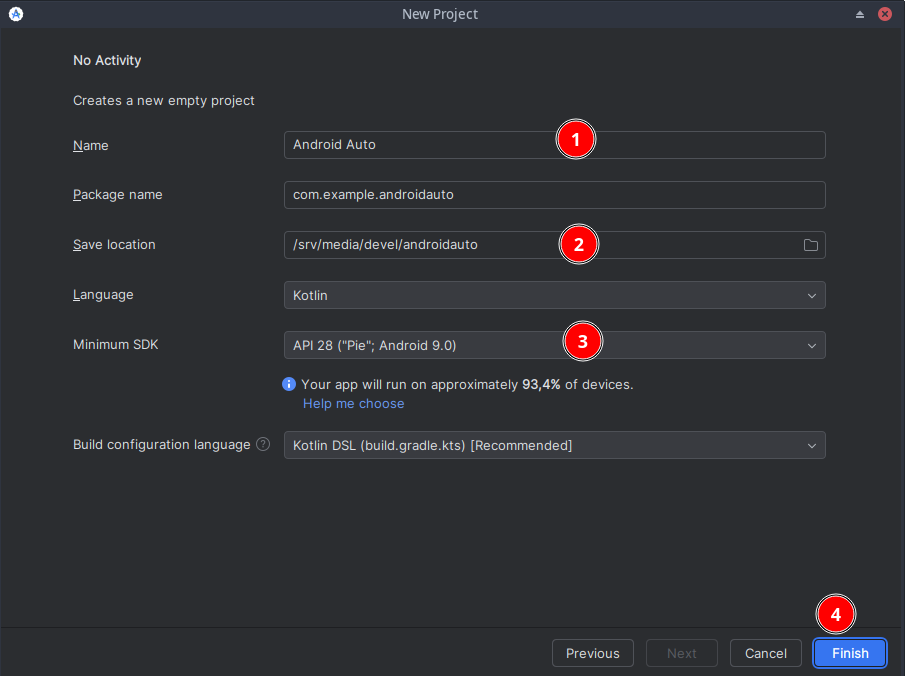 New Project
No Activity
Creates a new empty project
Name Android Auto 1
Package name com.example.androidauto
Save location /srv/media/devel/androidauto 2
Language Kotlin
Minimum SDK API 28 ("Pie"; Android 9.0) 3
Your app will run on approximately 93,4% of devices.
Help me choose
Build configuration language ? Kotlin DSL (build.gradle.kts) [Recommended]
4
Previous Next Cancel Finish